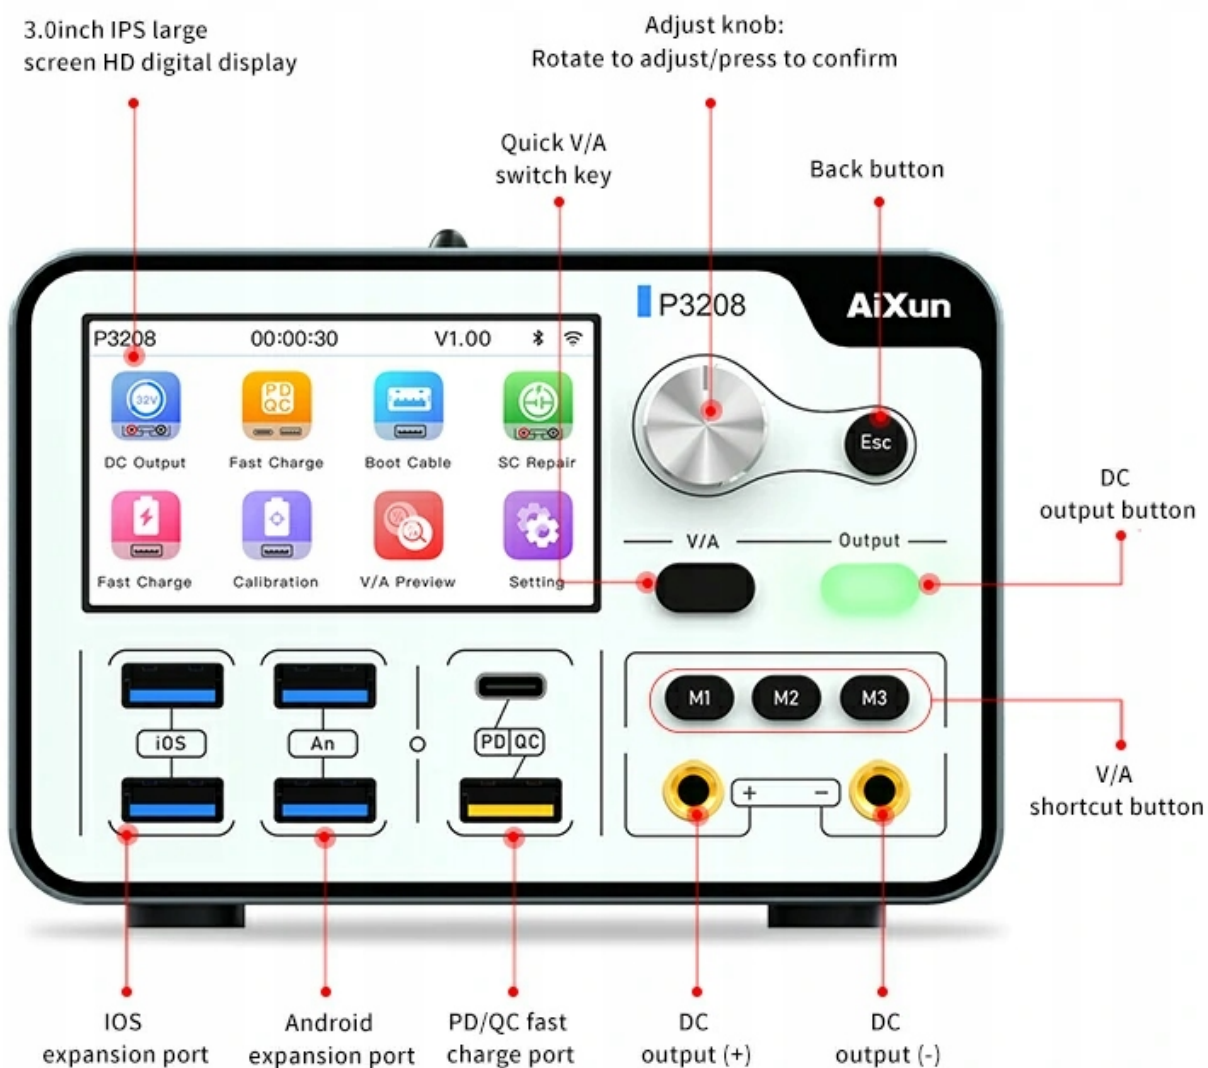 3.0inch IPS large
screen HD digital display
Adjust knob:
Rotate to adjust/press to confirm
Quick V/A
switch key
Back button
P3208
AiXun
P3208 00:00:30 V1.00
32V
PD
QC
DC Output Fast Charge Boot Cable SC Repair
Fast Charge Calibration V/A Preview Setting
Esc
DC
output button
V/A Output
M1 M2 M3
iOS An PD QC
+ −
V/A
shortcut button
IOS
expansion port
Android
expansion port
PD/QC fast
charge port
DC
output (+)
DC
output (-)